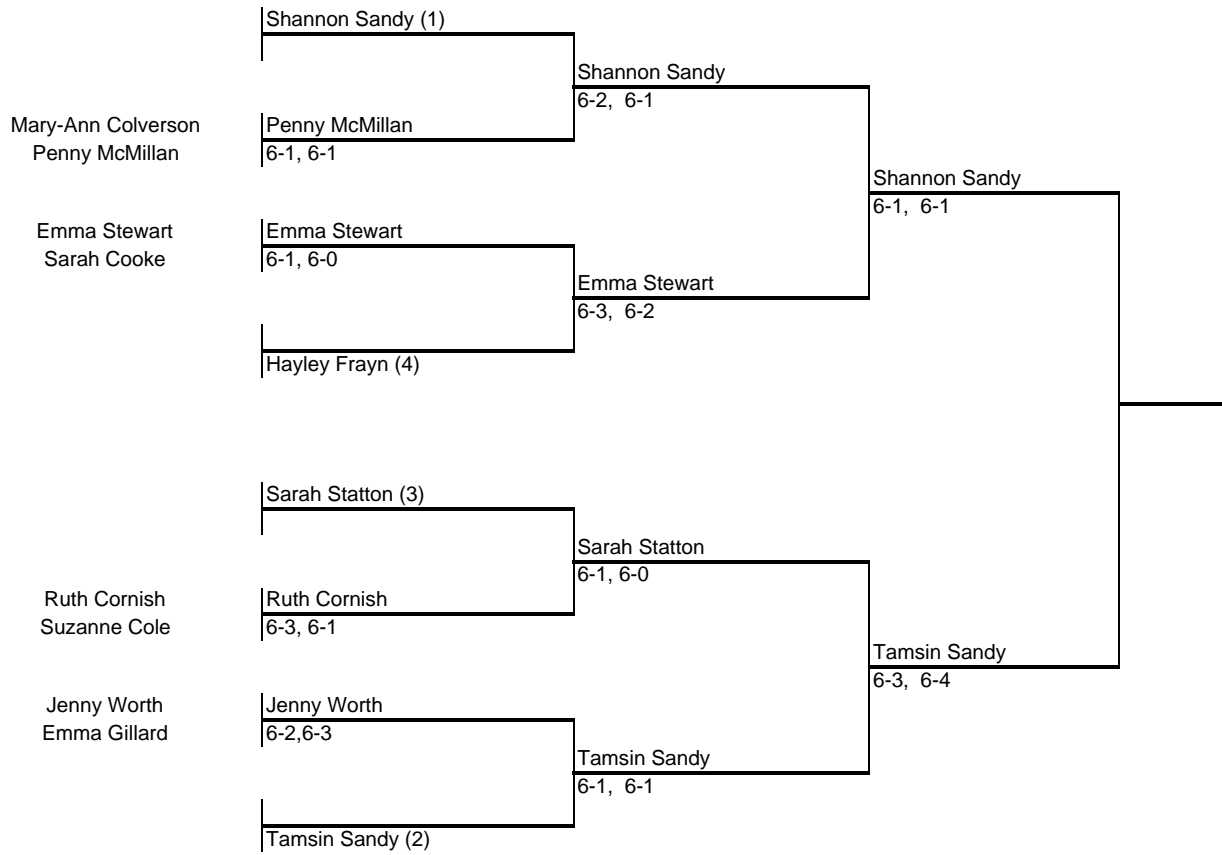 Shannon Sandy (1)
Shannon Sandy
6-2, 6-1
Mary-Ann Colverson
Penny McMillan
Penny McMillan
6-1, 6-1
Shannon Sandy
6-1, 6-1
Emma Stewart
Sarah Cooke
Emma Stewart
6-1, 6-0
Emma Stewart
6-3, 6-2
Hayley Frayn (4)
Sarah Statton (3)
Sarah Statton
6-1, 6-0
Ruth Cornish
Suzanne Cole
Ruth Cornish
6-3, 6-1
Tamsin Sandy
6-3, 6-4
Jenny Worth
Emma Gillard
Jenny Worth
6-2,6-3
Tamsin Sandy
6-1, 6-1
Tamsin Sandy (2)